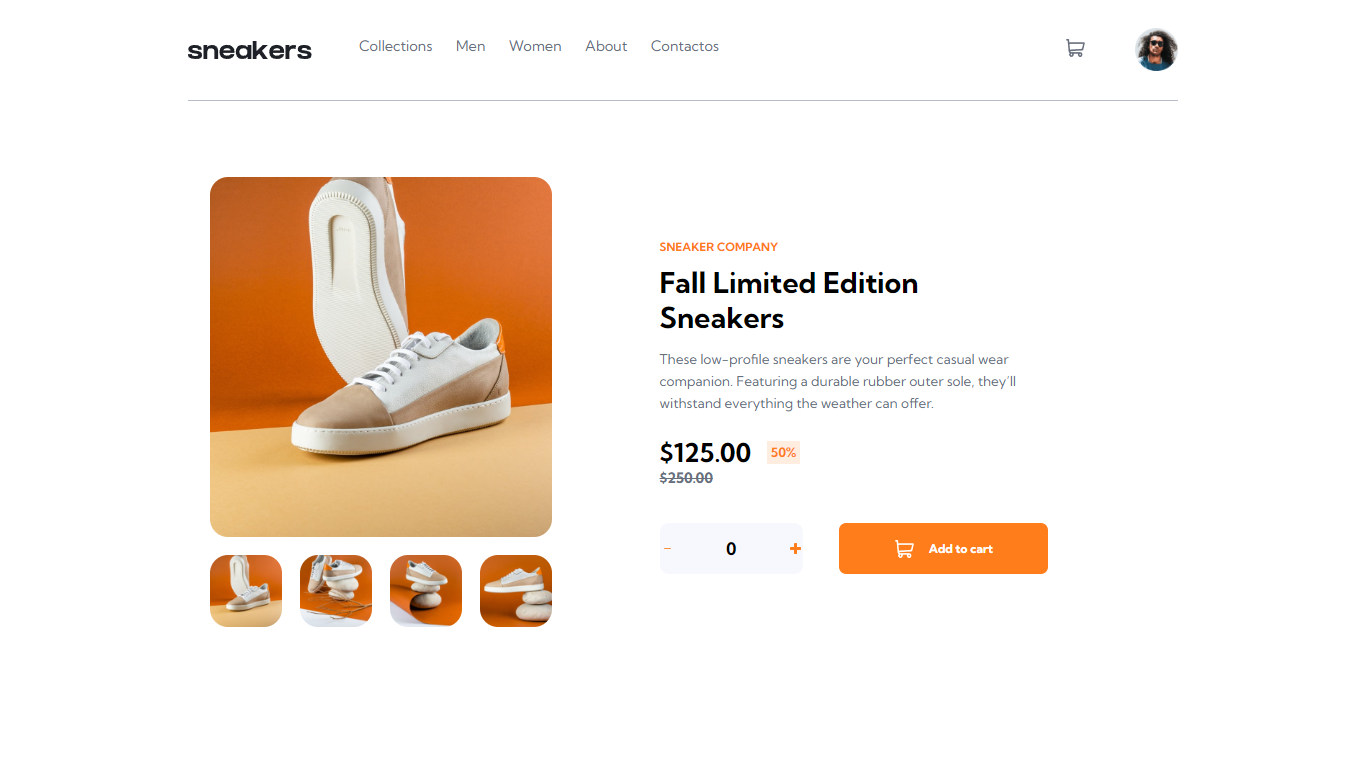 sneakers
Collections Men Women About Contactos
SNEAKER COMPANY
Fall Limited Edition
Sneakers
These low-profile sneakers are your perfect casual wear
companion. Featuring a durable rubber outer sole, they’ll
withstand everything the weather can offer.
$125.00 50%
$250.00
− 0 + Add to cart